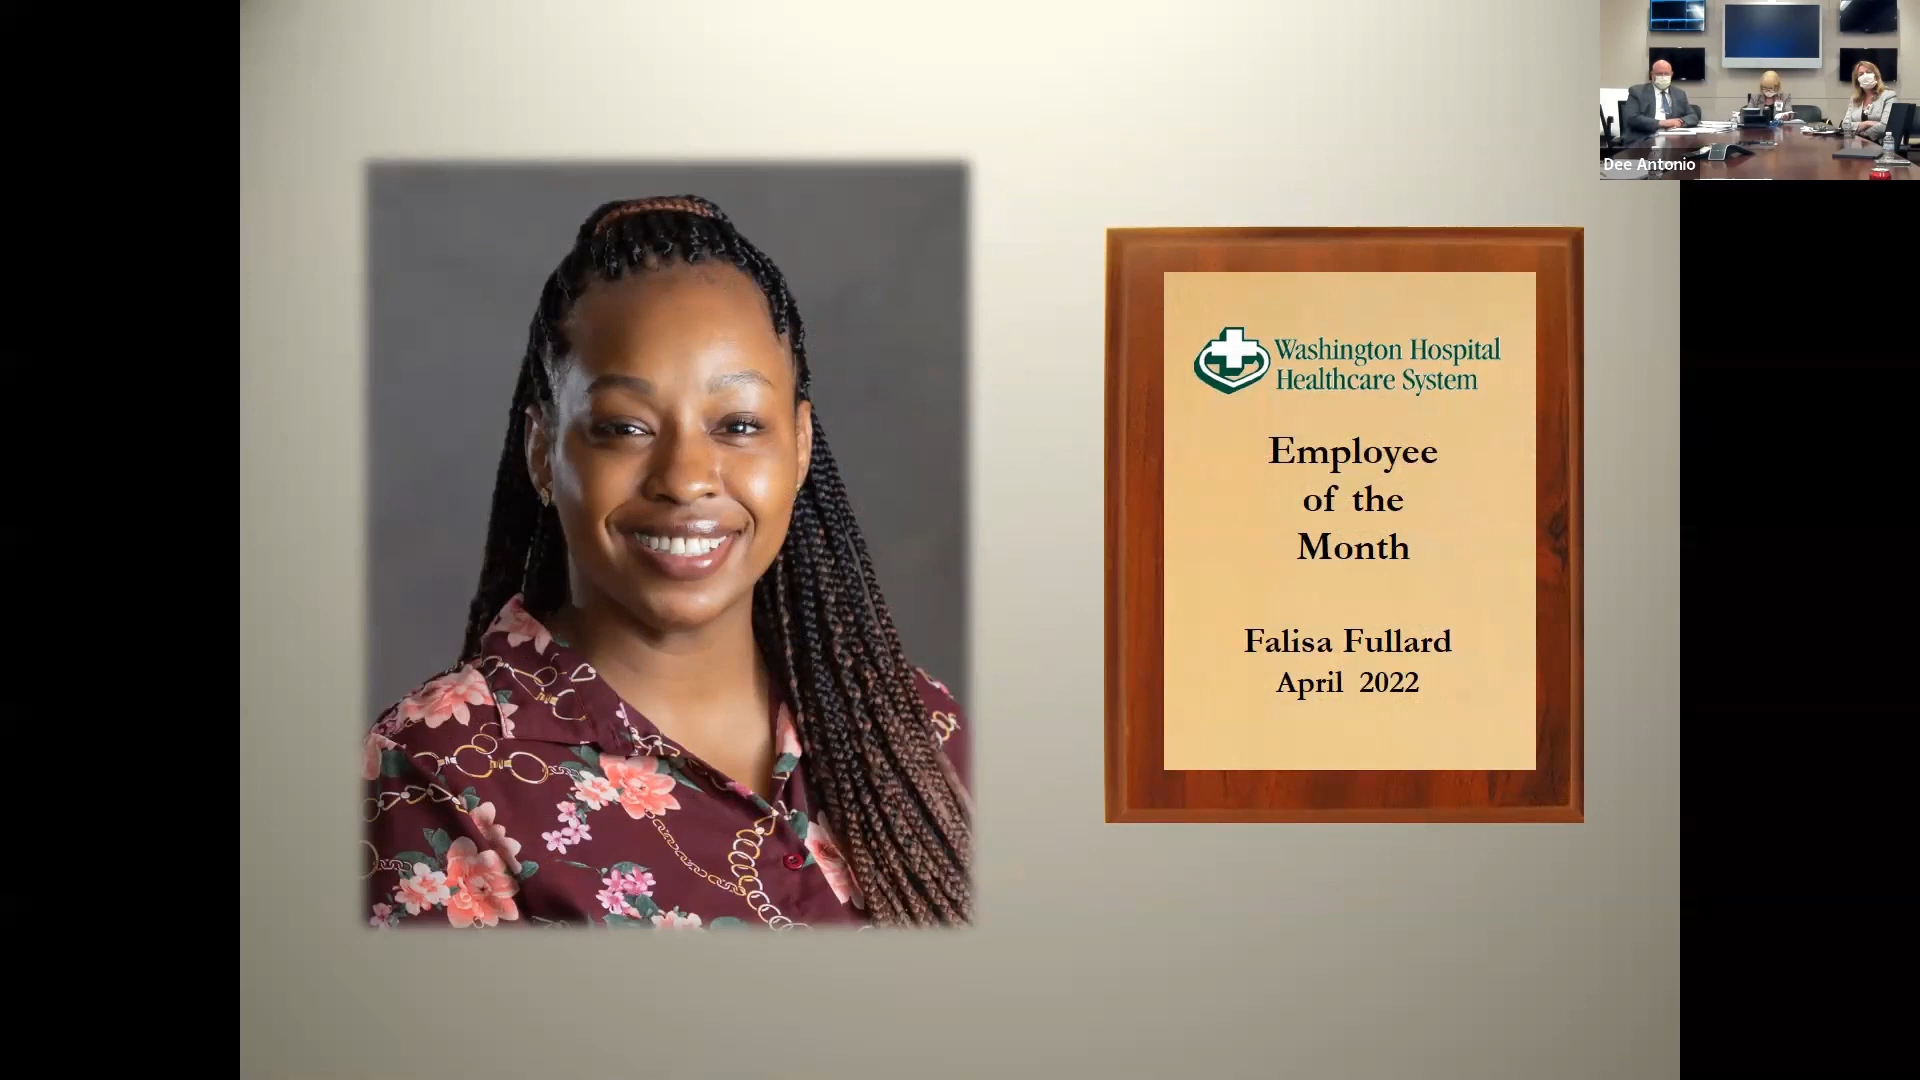 Dee Antonio
Washington Hospital
Healthcare System
Employee
of the
Month
Falisa Fullard
April 2022